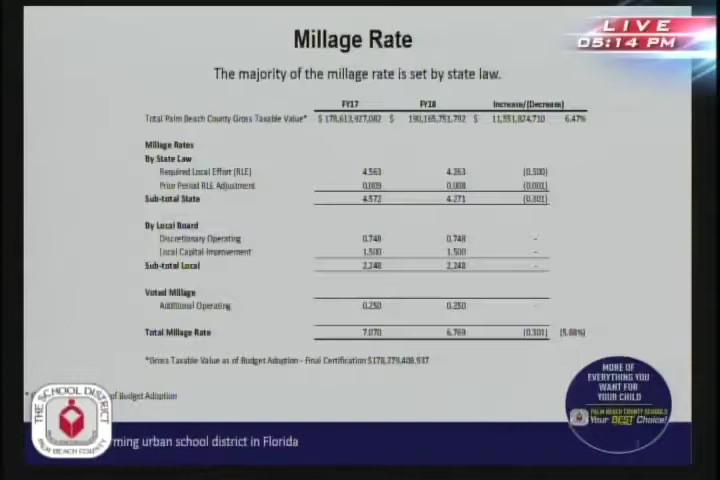 LIVE
05:14 PM
Millage Rate
The majority of the millage rate is set by state law.
FY17 FY18 Increase/(Decrease)
Total Palm Beach County Gross Taxable Value* $ 178,613,927,082 $ 190,165,751,792 $ 11,551,824,710 6.47%
Millage Rates
By State Law
Required Local Effort (RLE) 4.563 4.263 (0.300)
Prior Period RLE Adjustment 0.009 0.008 (0.001)
Sub-total State 4.572 4.271 (0.301)
By Local Board
Discretionary Operating 0.748 0.748 -
Local Capital Improvement 1.500 1.500 -
Sub-total Local 2.248 2.248 -
Voted Millage
Additional Operating 0.250 0.250 -
Total Millage Rate 7.070 6.769 (0.301)
*Gross Taxable Value as of Budget Adoption - Final Certification
of Budget Adoption
THE SCHOOL DISTRICT
PALM BEACH COUNTY
MORE OF
EVERYTHING YOU
WANT FOR
YOUR CHILD
PALM BEACH COUNTY SCHOOLS
Your BEST Choice!
rming urban school district in Florida